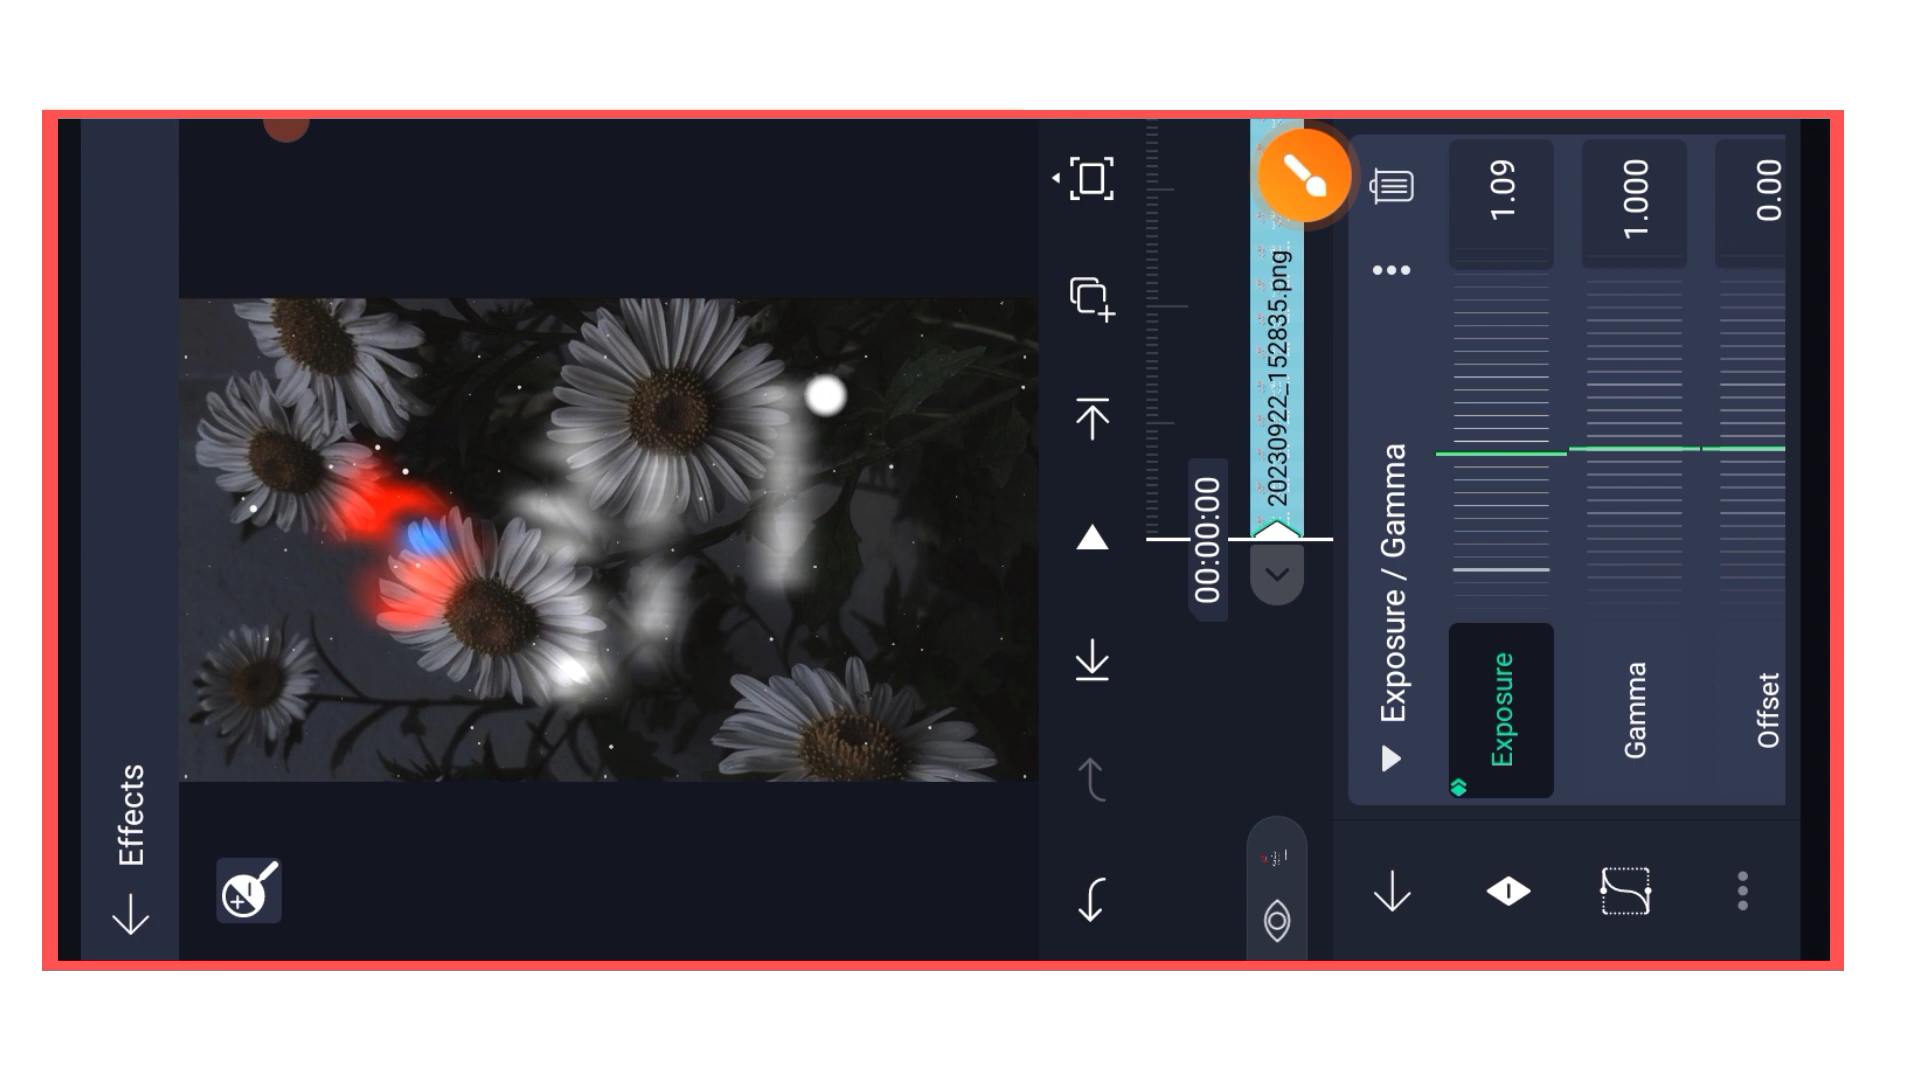 Effects
00:00:00
20230922_152835.png
Exposure / Gamma
Exposure
1.09
Gamma
1.000
Offset
0.00